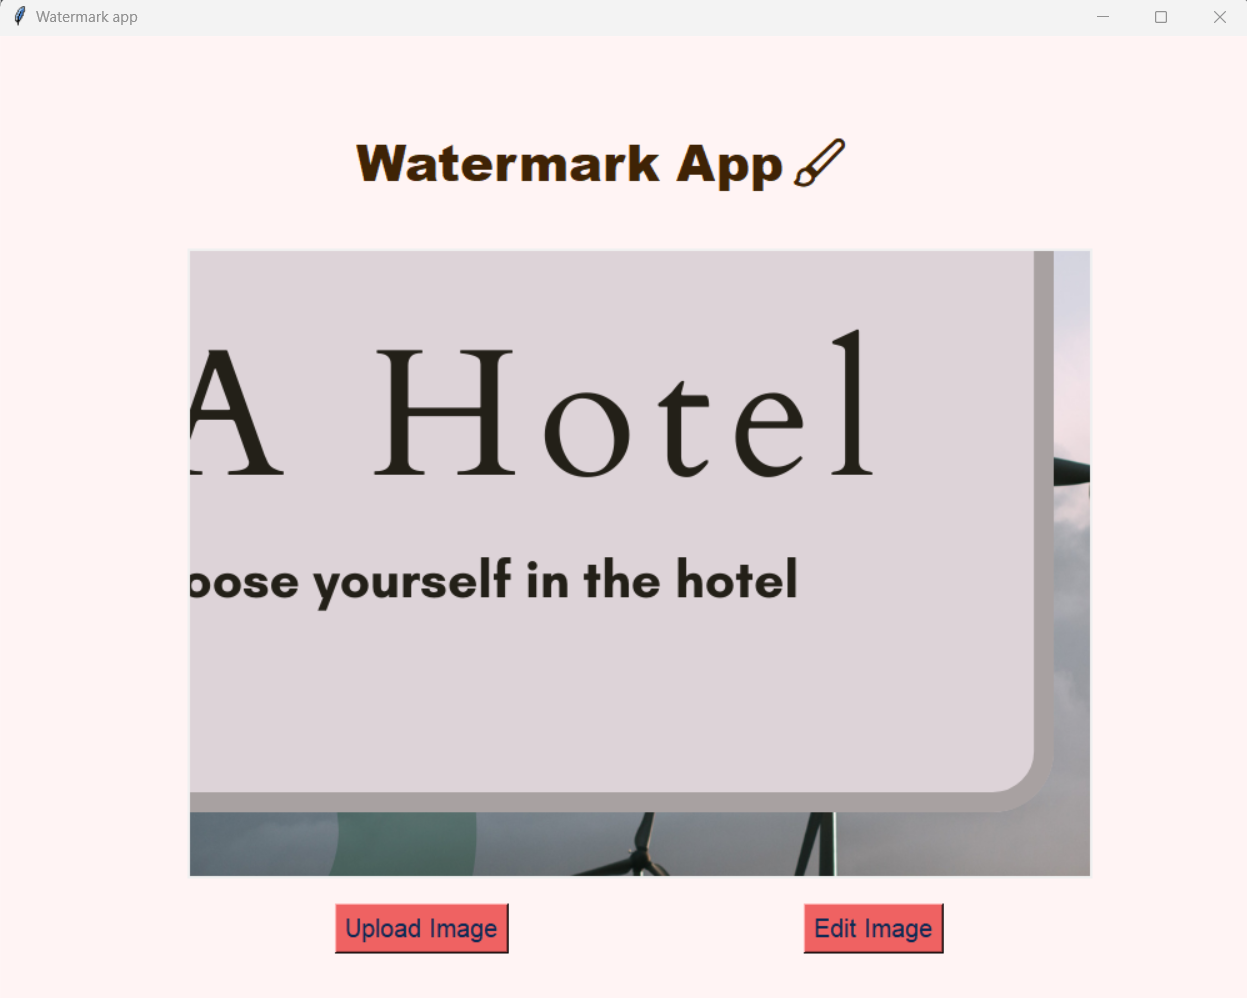 Watermark app
Watermark App
A Hotel
oose yourself in the hotel
Upload Image
Edit Image